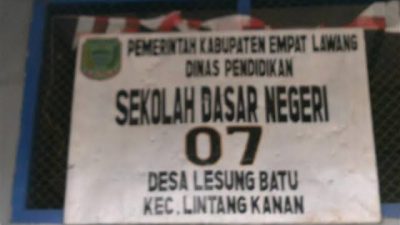 PEMERINTAH KABUPATEN EMPAT LAWANG
DINAS PENDIDIKAN
SEKOLAH DASAR NEGERI
07
DESA LESUNG BATU
KEC. LINTANG KANAN